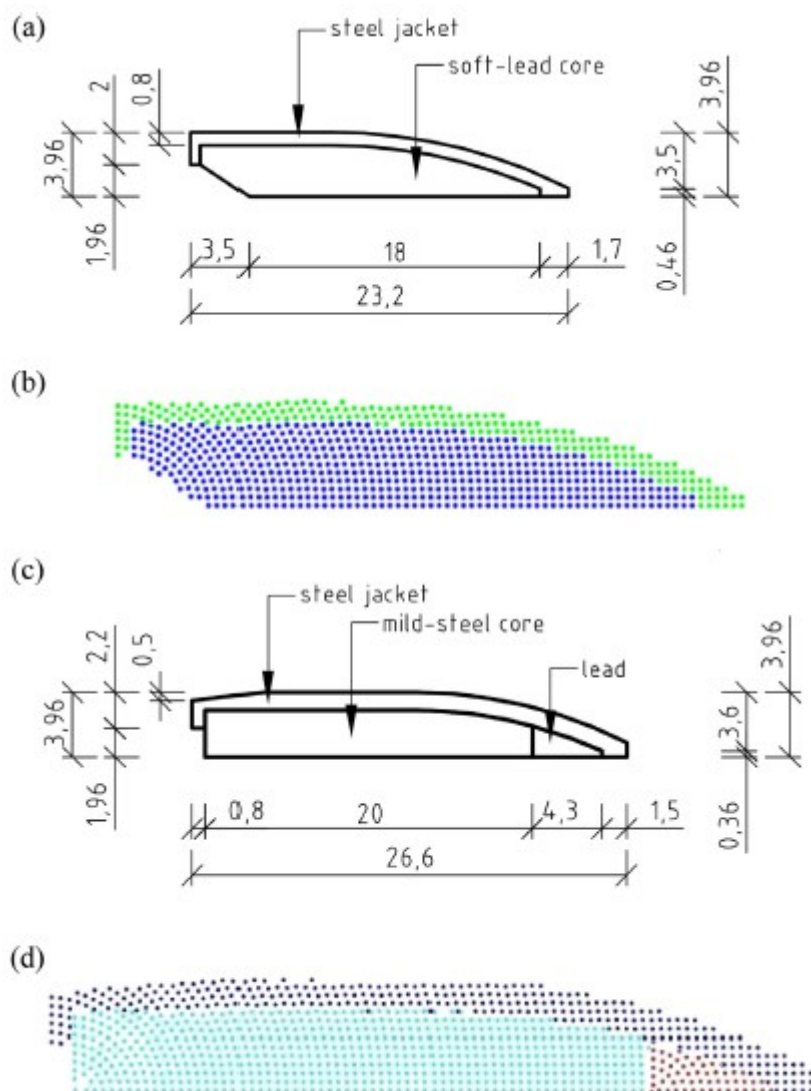 (a)
steel jacket
soft-lead core
2
0,8
3,96
1,96
3,96
3,5
0,46
3,5
18
1,7
23,2
(b)
(c)
steel jacket
mild-steel core
lead
2,2
0,5
3,96
1,96
3,96
3,6
0,36
0,8
20
4,3
1,5
26,6
(d)